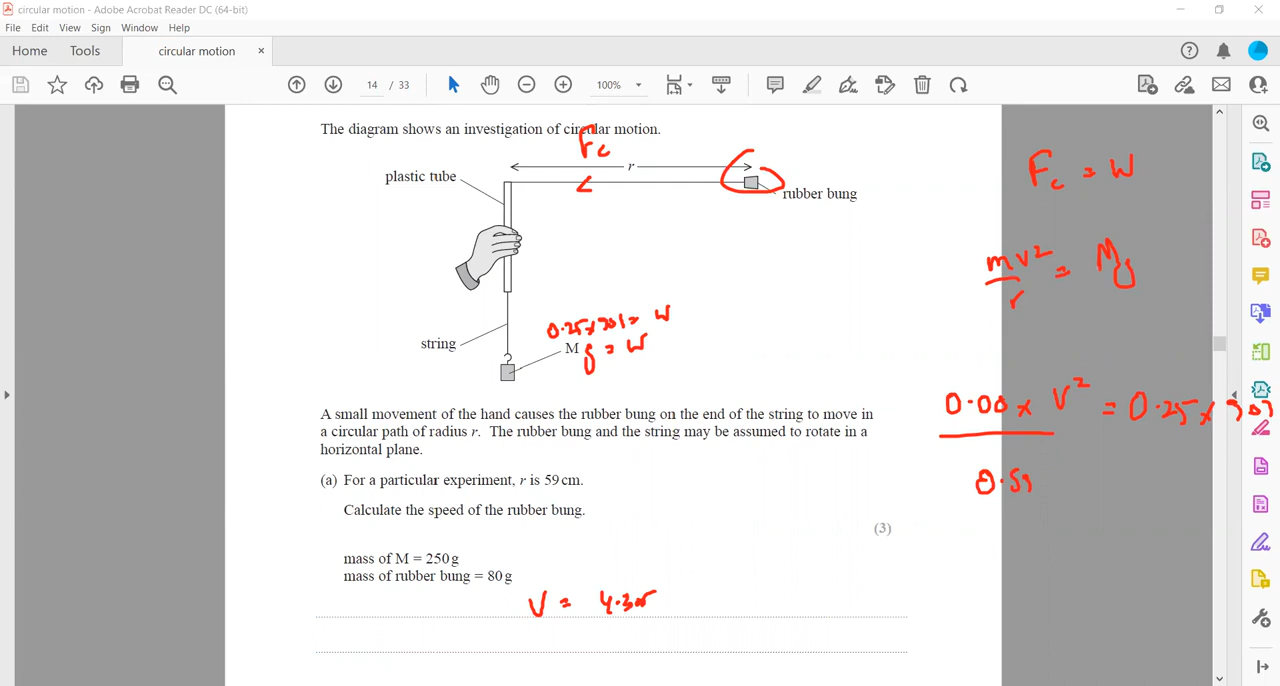 circular motion - Adobe Acrobat Reader DC (64-bit)
File Edit View Sign Window Help
Home Tools circular motion ×
14 / 33 100%
The diagram shows an investigation of circular motion.
Fc
r
plastic tube
rubber bung
Fc = W
mv² = Mg
r
0.25 × 9.81 = W
string
M g = W
0.08 × V² = 0.25 × 9.81
0.59
A small movement of the hand causes the rubber bung on the end of the string to move in
a circular path of radius r. The rubber bung and the string may be assumed to rotate in a
horizontal plane.
(a) For a particular experiment, r is 59 cm.
Calculate the speed of the rubber bung.
(3)
mass of M = 250 g
mass of rubber bung = 80 g
V =